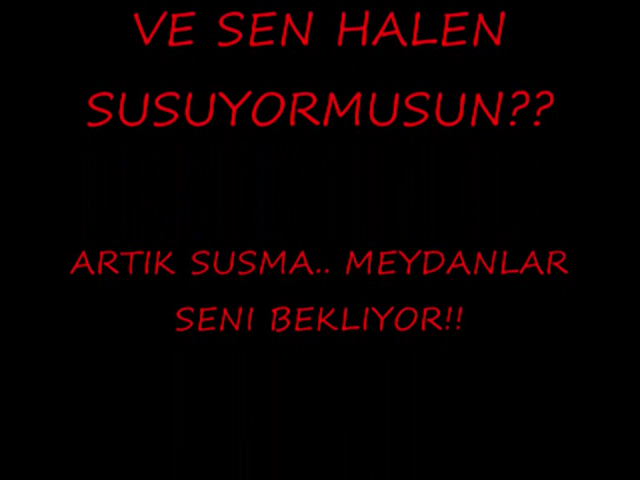 VE SEN HALEN
SUSUYORMUSUN??
ARTIK SUSMA.. MEYDANLAR
SENI BEKLIYOR!!